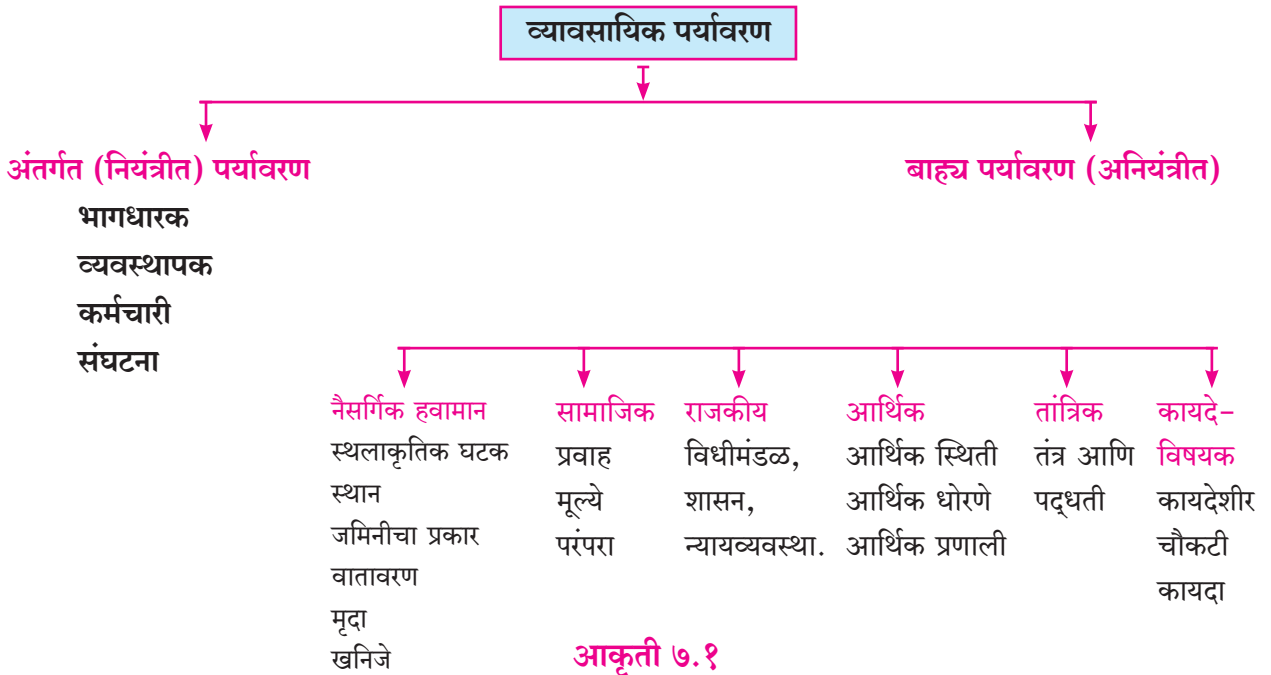 व्यावसायिक पर्यावरण
अंतर्गत (नियंत्रीत) पर्यावरण
भागधारक
व्यवस्थापक
कर्मचारी
संघटना
बाह्य पर्यावरण (अनियंत्रीत)
नैसर्गिक हवामान
स्थलाकृतिक घटक
स्थान
जमिनीचा प्रकार
वातावरण
मृदा
खनिजे
सामाजिक
प्रवाह
मूल्ये
परंपरा
राजकीय
विधीमंडळ,
शासन,
न्यायव्यवस्था.
आर्थिक
आर्थिक स्थिती
आर्थिक धोरणे
आर्थिक प्रणाली
तांत्रिक
तंत्र आणि
पद्धती
कायदे-
विषयक
कायदेशीर
चौकटी
कायदा
आकृती ७.१